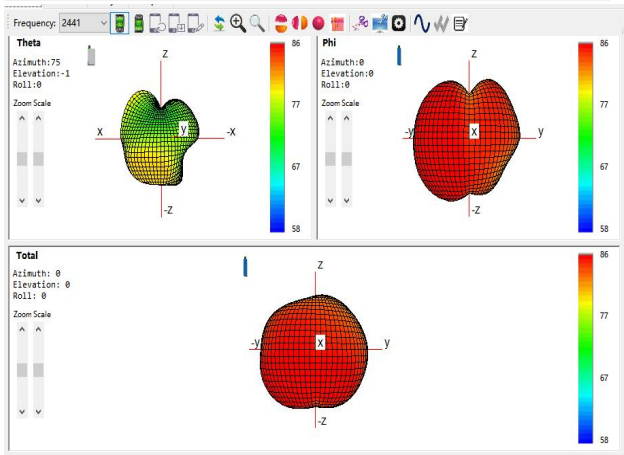 Frequency: 2441
Theta
Azimuth:75
Elevation:-1
Roll:0
Zoom Scale
Z
X
y
-X
-Z
86
77
67
58
Phi
Azimuth:0
Elevation:0
Roll:0
Zoom Scale
Z
-y
X
y
-Z
86
77
67
58
Total
Azimuth: 0
Elevation: 0
Roll: 0
Zoom Scale
Z
-y
X
y
-Z
86
77
67
58